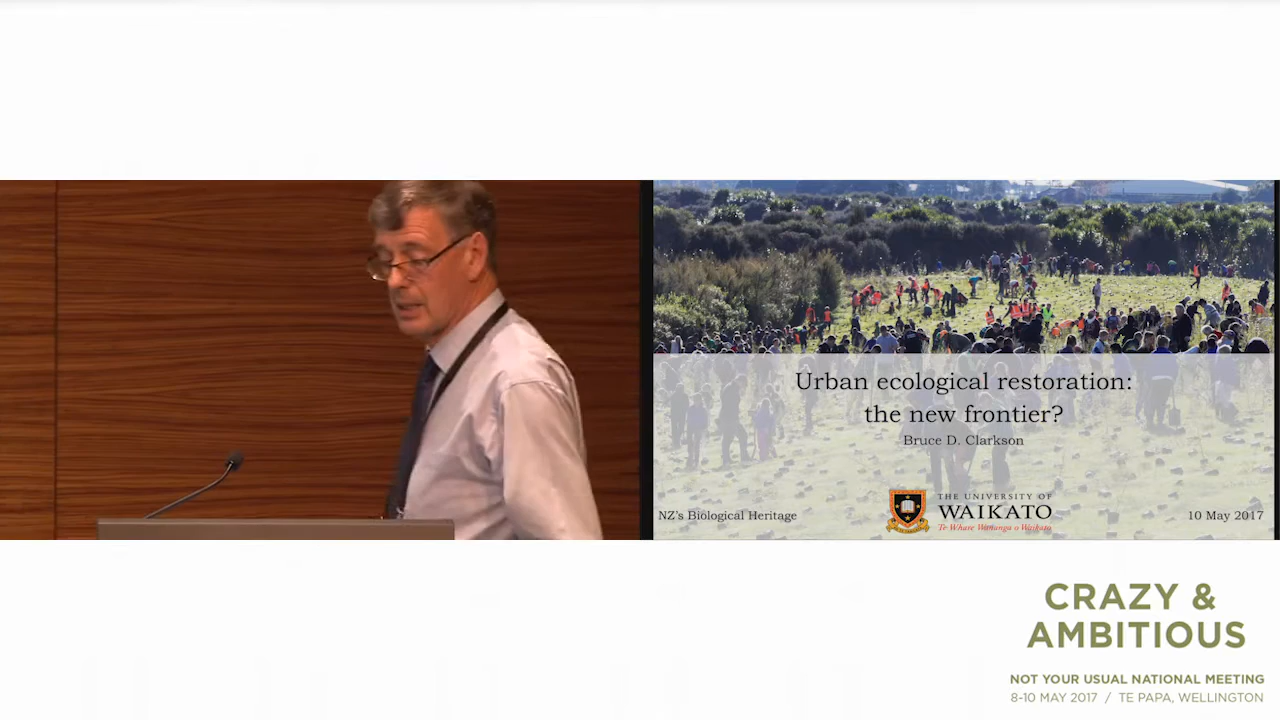 Urban ecological restoration:
the new frontier?
Bruce D. Clarkson
THE UNIVERSITY OF
WAIKATO
Te Whare Wānanga o Waikato
NZ's Biological Heritage
10 May 2017
CRAZY &
AMBITIOUS
NOT YOUR USUAL NATIONAL MEETING
8-10 MAY 2017 / TE PAPA, WELLINGTON